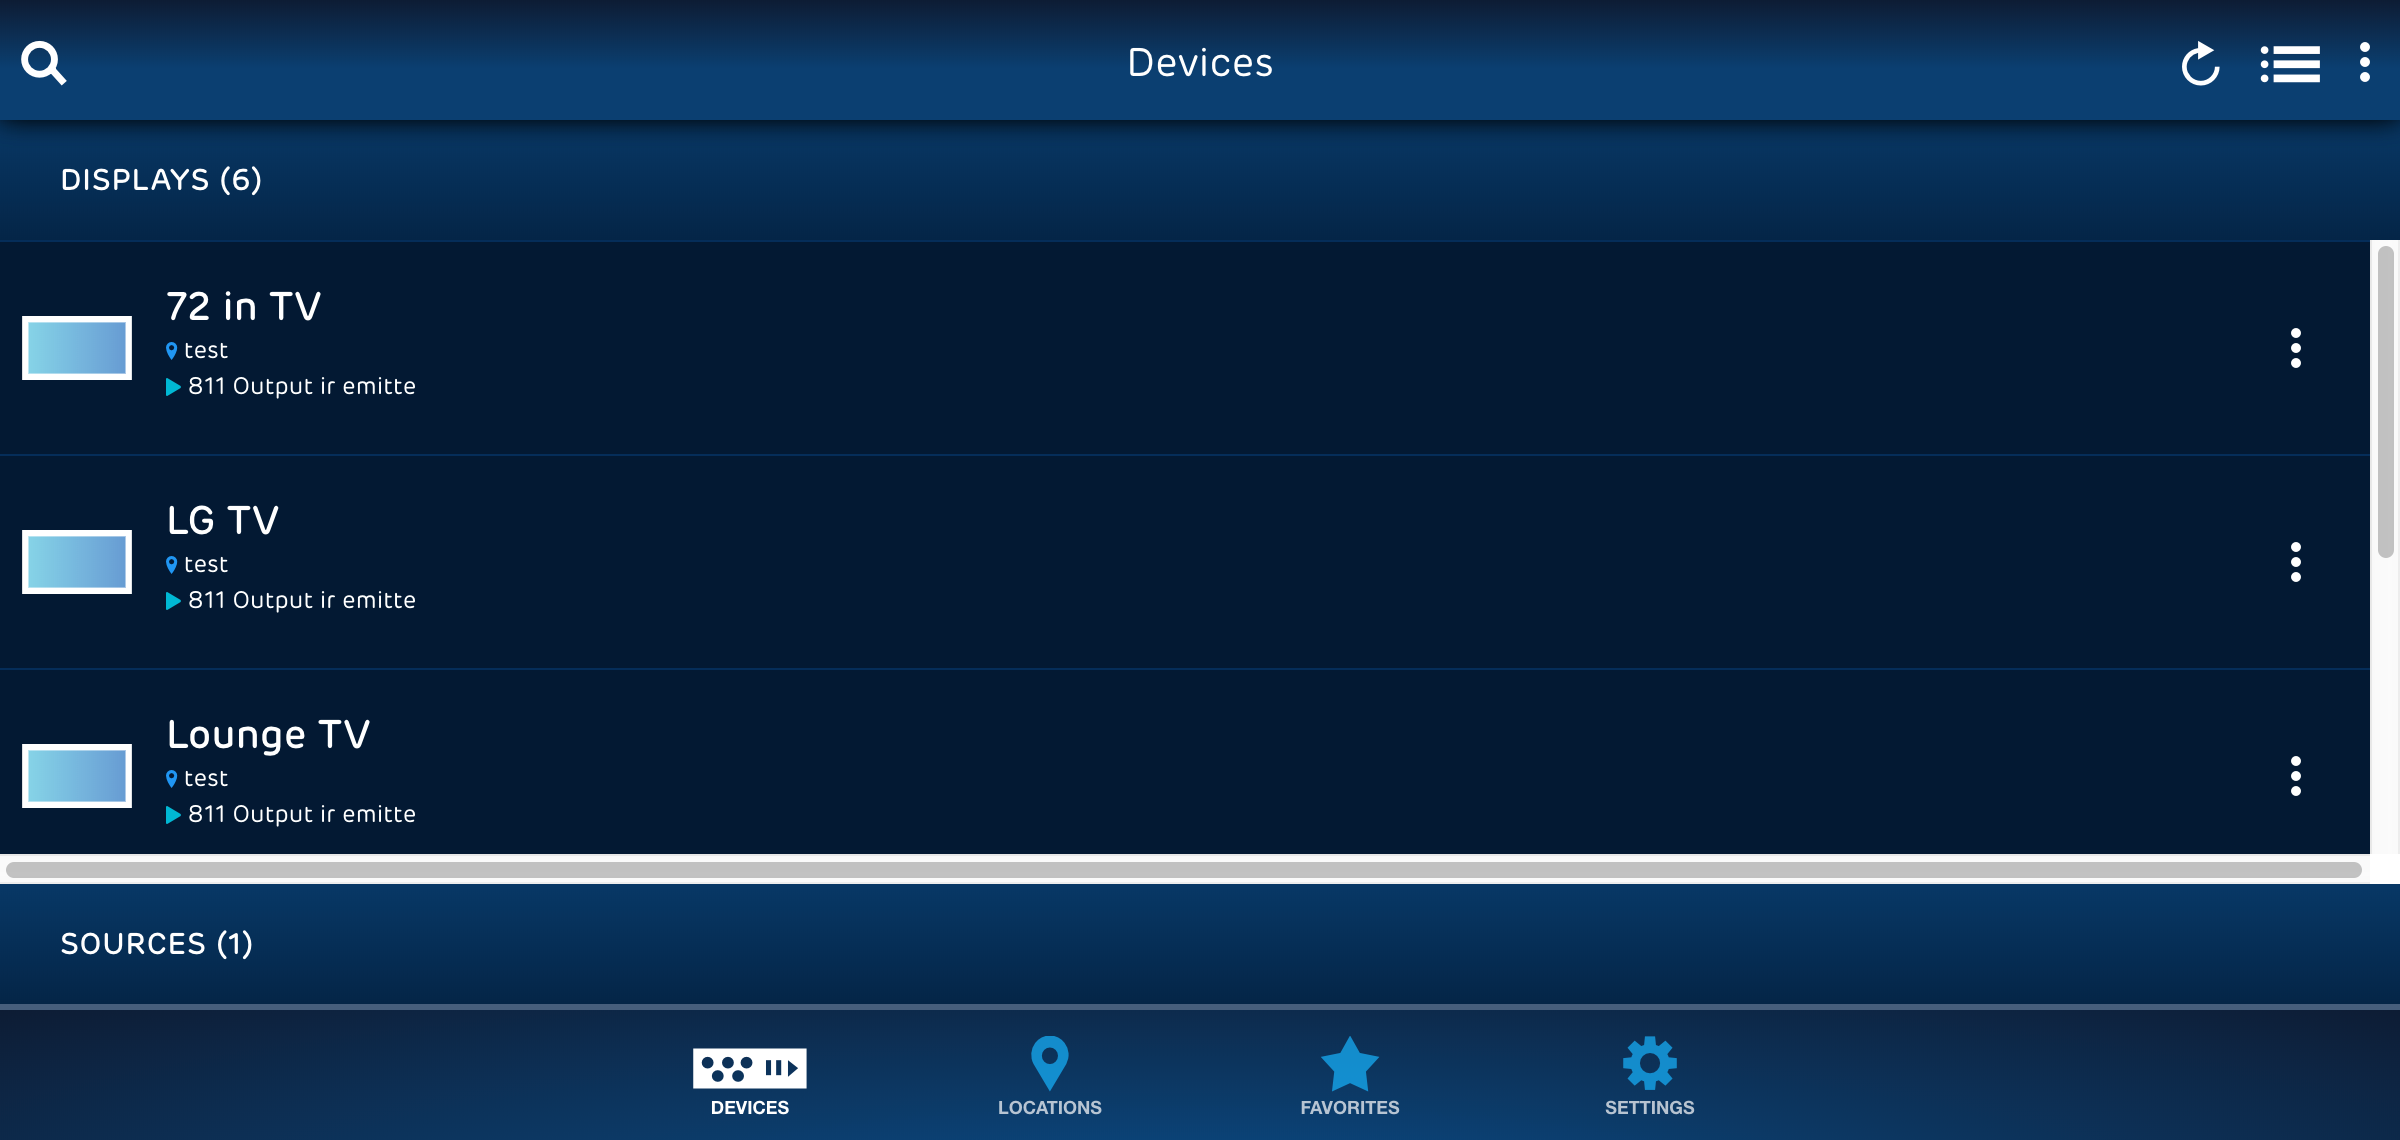 Devices
DISPLAYS (6)
72 in TV
test
811 Output ir emitte
LG TV
test
811 Output ir emitte
Lounge TV
test
811 Output ir emitte
SOURCES (1)
DEVICES
LOCATIONS
FAVORITES
SETTINGS